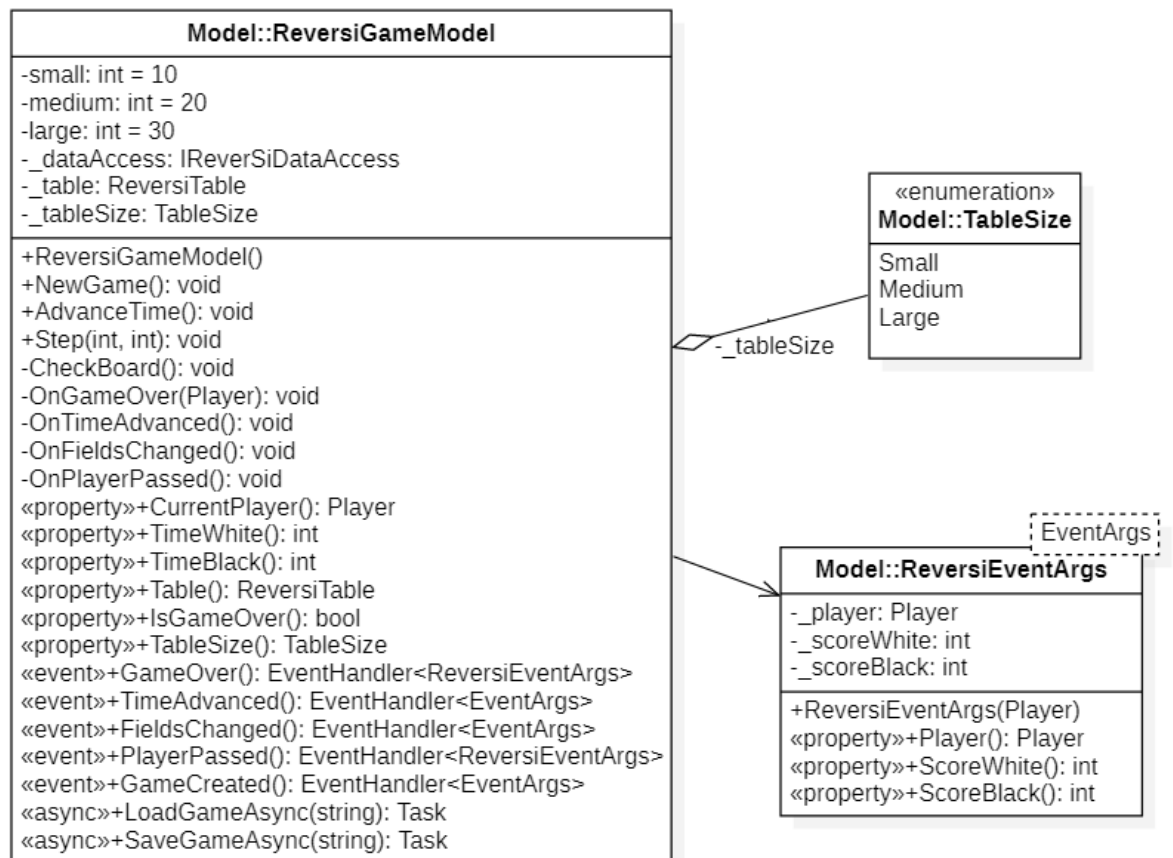 Model::ReversiGameModel
-small: int = 10
-medium: int = 20
-large: int = 30
-_dataAccess: IReverSiDataAccess
-_table: ReversiTable
-_tableSize: TableSize
+ReversiGameModel()
+NewGame(): void
+AdvanceTime(): void
+Step(int, int): void
-CheckBoard(): void
-OnGameOver(Player): void
-OnTimeAdvanced(): void
-OnFieldsChanged(): void
-OnPlayerPassed(): void
«property»+CurrentPlayer(): Player
«property»+TimeWhite(): int
«property»+TimeBlack(): int
«property»+Table(): ReversiTable
«property»+IsGameOver(): bool
«property»+TableSize(): TableSize
«event»+GameOver(): EventHandler<ReversiEventArgs>
«event»+TimeAdvanced(): EventHandler<EventArgs>
«event»+FieldsChanged(): EventHandler<EventArgs>
«event»+PlayerPassed(): EventHandler<ReversiEventArgs>
«event»+GameCreated(): EventHandler<EventArgs>
«async»+LoadGameAsync(string): Task
«async»+SaveGameAsync(string): Task
-_tableSize
«enumeration»
Model::TableSize
Small
Medium
Large
EventArgs
Model::ReversiEventArgs
-_player: Player
-_scoreWhite: int
-_scoreBlack: int
+ReversiEventArgs(Player)
«property»+Player(): Player
«property»+ScoreWhite(): int
«property»+ScoreBlack(): int